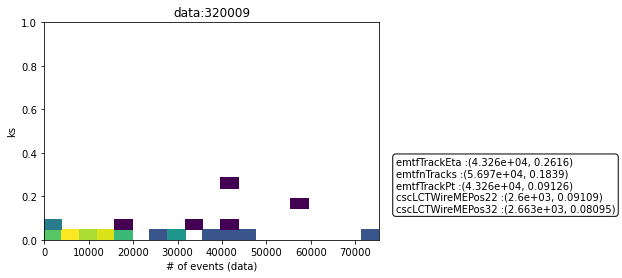 data:320009
1.0
0.8
0.6
0.4
0.2
0.0
ks
0 10000 20000 30000 40000 50000 60000 70000
# of events (data)
emtfTrackEta :(4.326e+04, 0.2616)
emtfnTracks :(5.697e+04, 0.1839)
emtfTrackPt :(4.326e+04, 0.09126)
cscLCTWireMEPos22 :(2.6e+03, 0.09109)
cscLCTWireMEPos32 :(2.663e+03, 0.08095)